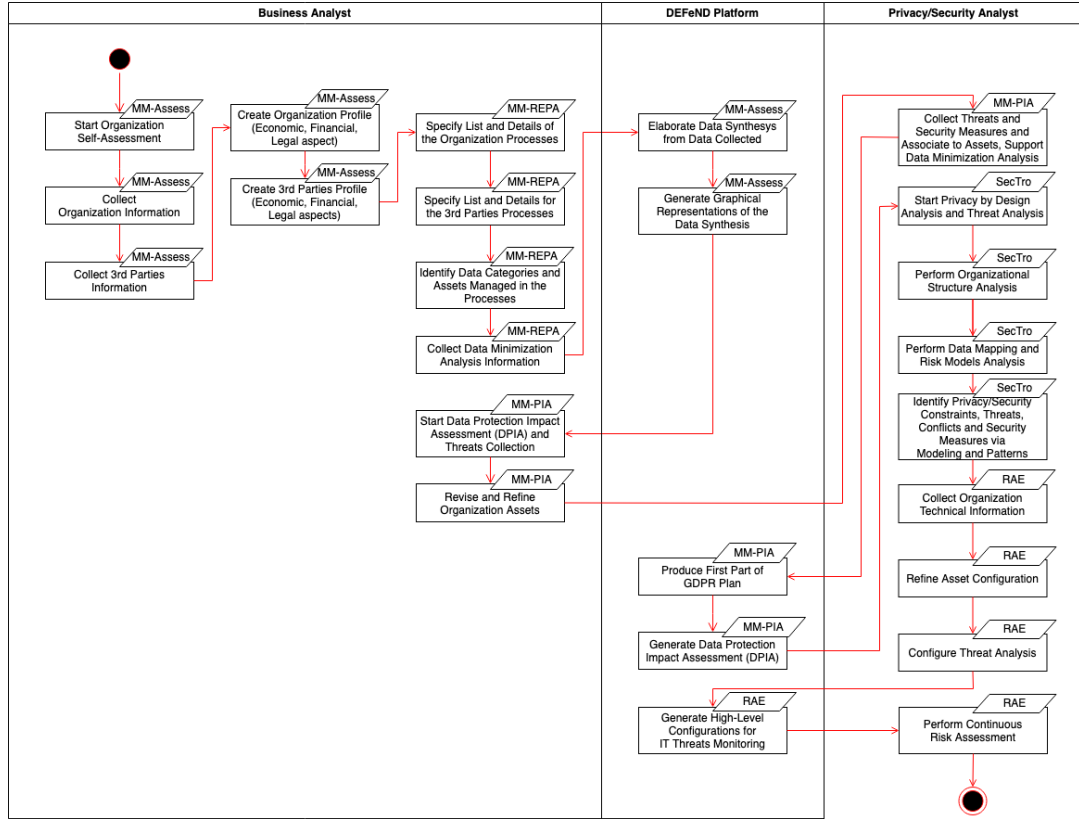 Business Analyst
DEFeND Platform
Privacy/Security Analyst
MM-Assess
Start Organization
Self-Assessment
MM-Assess
Collect
Organization Information
MM-Assess
Collect 3rd Parties
Information
MM-Assess
Create Organization Profile
(Economic, Financial,
Legal aspect)
MM-Assess
Create 3rd Parties Profile
(Economic, Financial,
Legal aspects)
MM-REPA
Specify List and Details of
the Organization Processes
MM-REPA
Specify List and Details for
the 3rd Parties Processes
MM-REPA
Identify Data Categories and
Assets Managed in the
Processes
MM-REPA
Collect Data Minimization
Analysis Information
MM-Assess
Elaborate Data Synthesys
from Data Collected
MM-Assess
Generate Graphical
Representations of the
Data Synthesis
MM-PIA
Start Data Protection Impact
Assessment (DPIA) and
Threats Collection
MM-PIA
Revise and Refine
Organization Assets
MM-PIA
Collect Threats and
Security Measures and
Associate to Assets, Support
Data Minimization Analysis
MM-PIA
Produce First Part of
GDPR Plan
MM-PIA
Generate Data Protection
Impact Assessment (DPIA)
SecTro
Start Privacy by Design
Analysis and Threat Analysis
SecTro
Perform Organizational
Structure Analysis
SecTro
Perform Data Mapping and
Risk Models Analysis
SecTro
Identify Privacy/Security
Constraints, Threats,
Conflicts and Security
Measures via
Modeling and Patterns
RAE
Collect Organization
Technical Information
RAE
Refine Asset Configuration
RAE
Configure Threat Analysis
RAE
Generate High-Level
Configurations for
IT Threats Monitoring
RAE
Perform Continuous
Risk Assessment